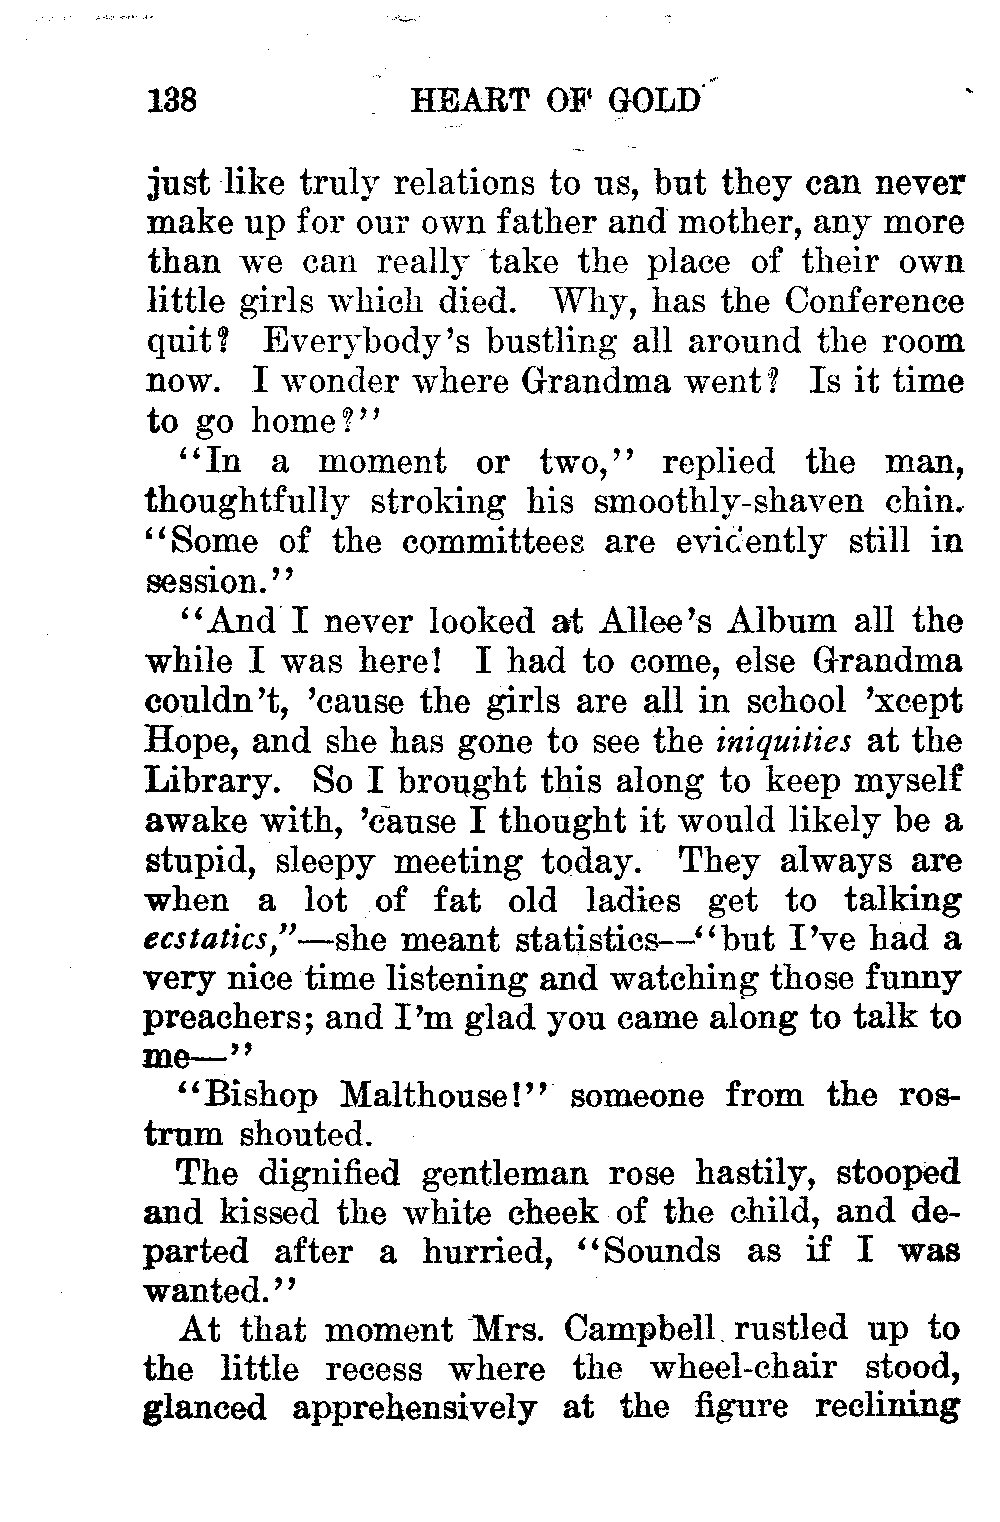 138 HEART OF GOLD
just like truly relations to us, but they can never
make up for our own father and mother, any more
than we can really take the place of their own
little girls which died. Why, has the Conference
quit? Everybody's bustling all around the room
now. I wonder where Grandma went? Is it time
to go home?"
"In a moment or two," replied the man,
thoughtfully stroking his smoothly-shaven chin.
"Some of the committees are evidently still in
session."
"And I never looked at Allee's Album all the
while I was here! I had to come, else Grandma
couldn't, 'cause the girls are all in school 'xcept
Hope, and she has gone to see the iniquities at the
Library. So I brought this along to keep myself
awake with, 'cause I thought it would likely be a
stupid, sleepy meeting today. They always are
when a lot of fat old ladies get to talking
ecstatics,"—she meant statistics—"but I've had a
very nice time listening and watching those funny
preachers; and I'm glad you came along to talk to
me—"
"Bishop Malthouse!" someone from the ros-
trum shouted.
The dignified gentleman rose hastily, stooped
and kissed the white cheek of the child, and de-
parted after a hurried, "Sounds as if I was
wanted."
At that moment Mrs. Campbell rustled up to
the little recess where the wheel-chair stood,
glanced apprehensively at the figure reclining